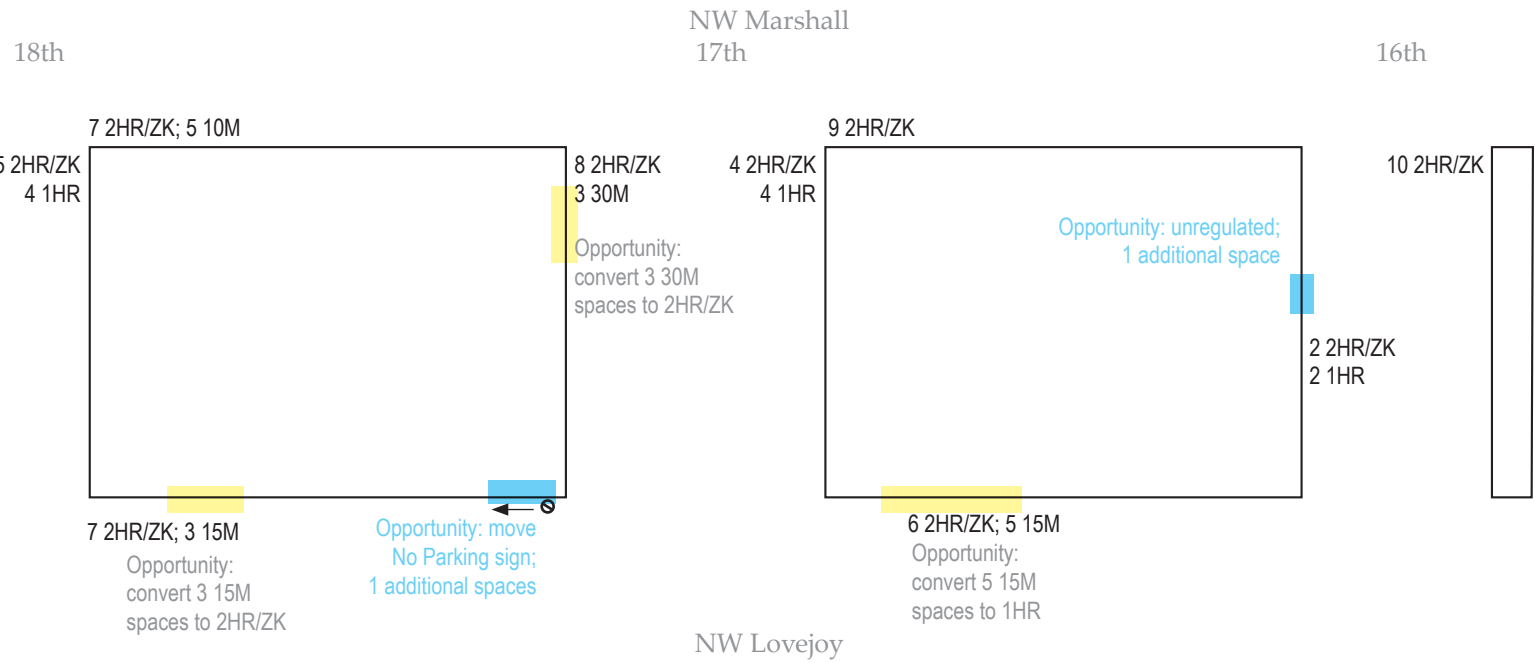 NW Marshall
18th
17th
16th
7 2HR/ZK; 5 10M
9 2HR/ZK
5 2HR/ZK
4 1HR
8 2HR/ZK
3 30M
4 2HR/ZK
4 1HR
10 2HR/ZK
Opportunity:
convert 3 30M
spaces to 2HR/ZK
Opportunity: unregulated;
1 additional space
2 2HR/ZK
2 1HR
7 2HR/ZK; 3 15M
Opportunity:
convert 3 15M
spaces to 2HR/ZK
Opportunity: move
No Parking sign;
1 additional spaces
6 2HR/ZK; 5 15M
Opportunity:
convert 5 15M
spaces to 1HR
NW Lovejoy